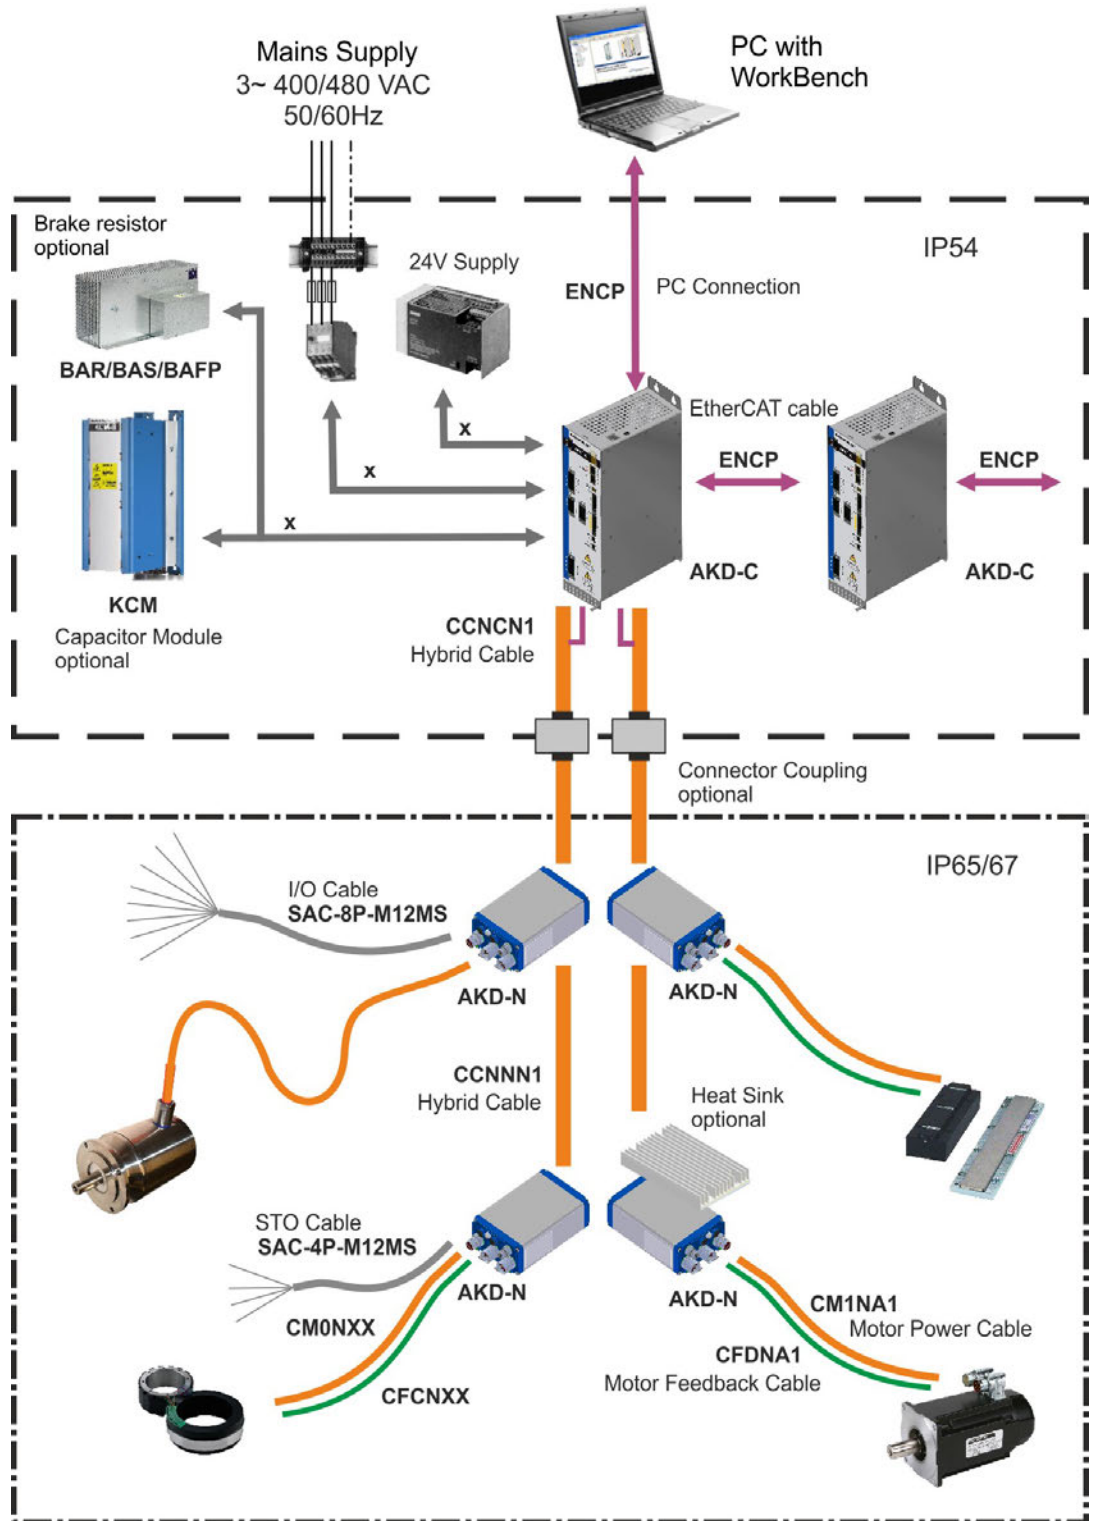 Mains Supply
3~ 400/480 VAC
50/60Hz
PC with
WorkBench
Brake resistor
optional
24V Supply
IP54
ENCP
PC Connection
BAR/BAS/BAFP
EtherCAT cable
x
x
x
ENCP
ENCP
AKD-C
AKD-C
KCM
Capacitor Module
optional
CCNCN1
Hybrid Cable
Connector Coupling
optional
IP65/67
I/O Cable
SAC-8P-M12MS
AKD-N
AKD-N
CCNNN1
Hybrid Cable
Heat Sink
optional
STO Cable
SAC-4P-M12MS
AKD-N
AKD-N
CM0NXX
CFCNXX
CM1NA1
Motor Power Cable
CFDNA1
Motor Feedback Cable